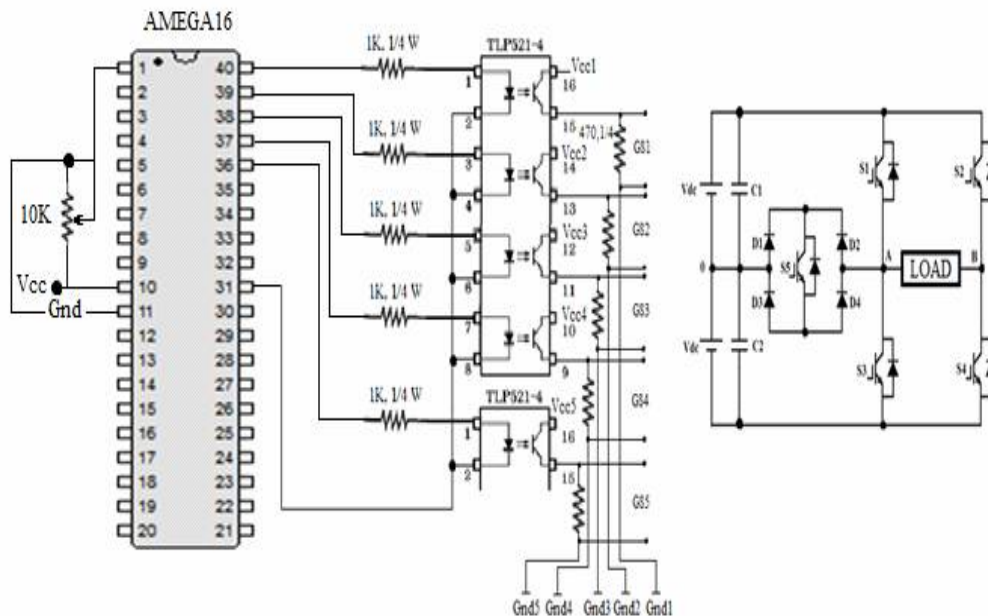 AMEGA16
1 40
2 39
3 38
4 37
5 36
6 35
7 34
8 33
9 32
10 31
11 30
12 29
13 28
14 27
15 26
16 25
17 24
18 23
19 22
20 21
10K
Vcc
Gnd
1K, 1/4 W
1K, 1/4 W
1K, 1/4 W
1K, 1/4 W
1K, 1/4 W
TLP521-4
1
Vcc1
16
2
15
470,1/4
G81
3
Vcc2
14
4
13
G82
5
Vcc3
12
6
11
G83
7
Vcc4
10
8
9
G84
TLP521-4
Vcc5
1
16
2
15
G85
Gnd5 Gnd4 Gnd3 Gnd2 Gnd1
S1
S2
Vdc
C1
D1
D2
S5
0
A
LOAD
B
D3
D4
Vdc
C2
S3
S4